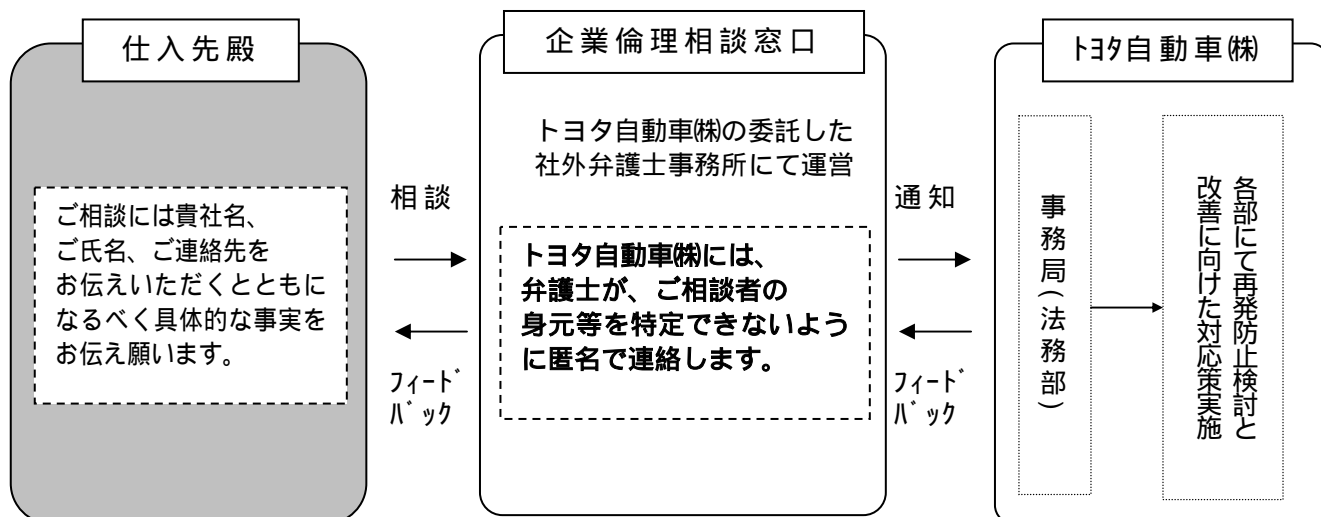 仕入先殿
ご相談には貴社名、
ご氏名、ご連絡先を
お伝えいただくとともに
なるべく具体的な事実を
お伝え願います。
相談
フィードﾞ
バック
企業倫理相談窓口
トヨタ自動車㈱の委託した
社外弁護士事務所にて運営
トヨタ自動車㈱には、
弁護士が、ご相談者の
身元等を特定できないよう
に匿名で連絡します。
通知
フィードﾞ
バック
ﾄﾖﾀ自動車㈱
事務局(法務部)
各部にて再発防止検討と
改善に向けた対応策実施